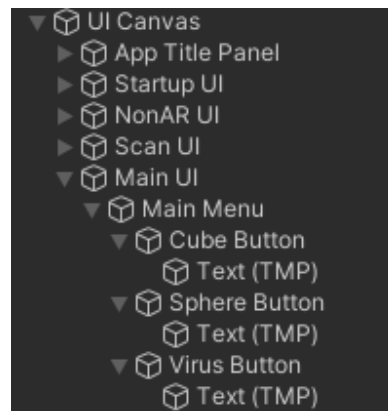 UI Canvas
App Title Panel
Startup UI
NonAR UI
Scan UI
Main UI
Main Menu
Cube Button
Text (TMP)
Sphere Button
Text (TMP)
Virus Button
Text (TMP)